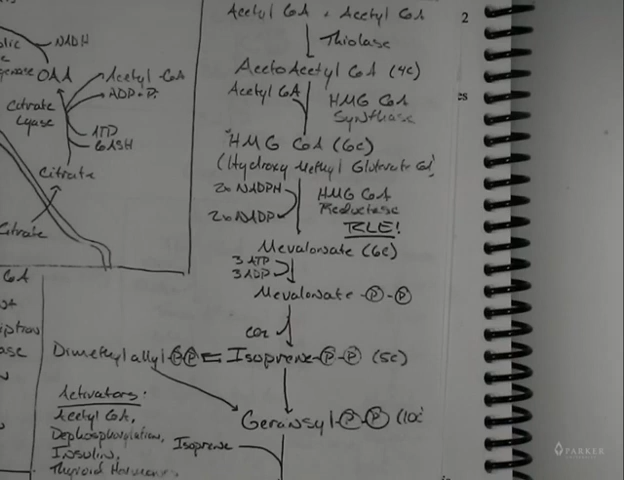 NADH
OAA
Acetyl-CoA
ADP+Pi
Citrate
Lyase
ATP
CoASH
Citrate
Citrate
Acetyl CoA + Acetyl CoA
Thiolase
AcetoAcetyl CoA (4c)
Acetyl CoA
HMG CoA
Synthase
HMG CoA (6c)
(Hydroxy Methyl
2x NADPH
2x NADP
HMG CoA
Reductase
RLE!
Mevalonate (6c)
3 ATP
3 ADP
Mevalonate - P - P
CO2
Dimethylallyl P P = Isoprene - P - P (5c)
Geranyl - P - P (10c
Isoprene
Activators:
Acetyl CoA,
Dephosphorylation,
Insulin,
Thyroid Hormones
2
PARKER